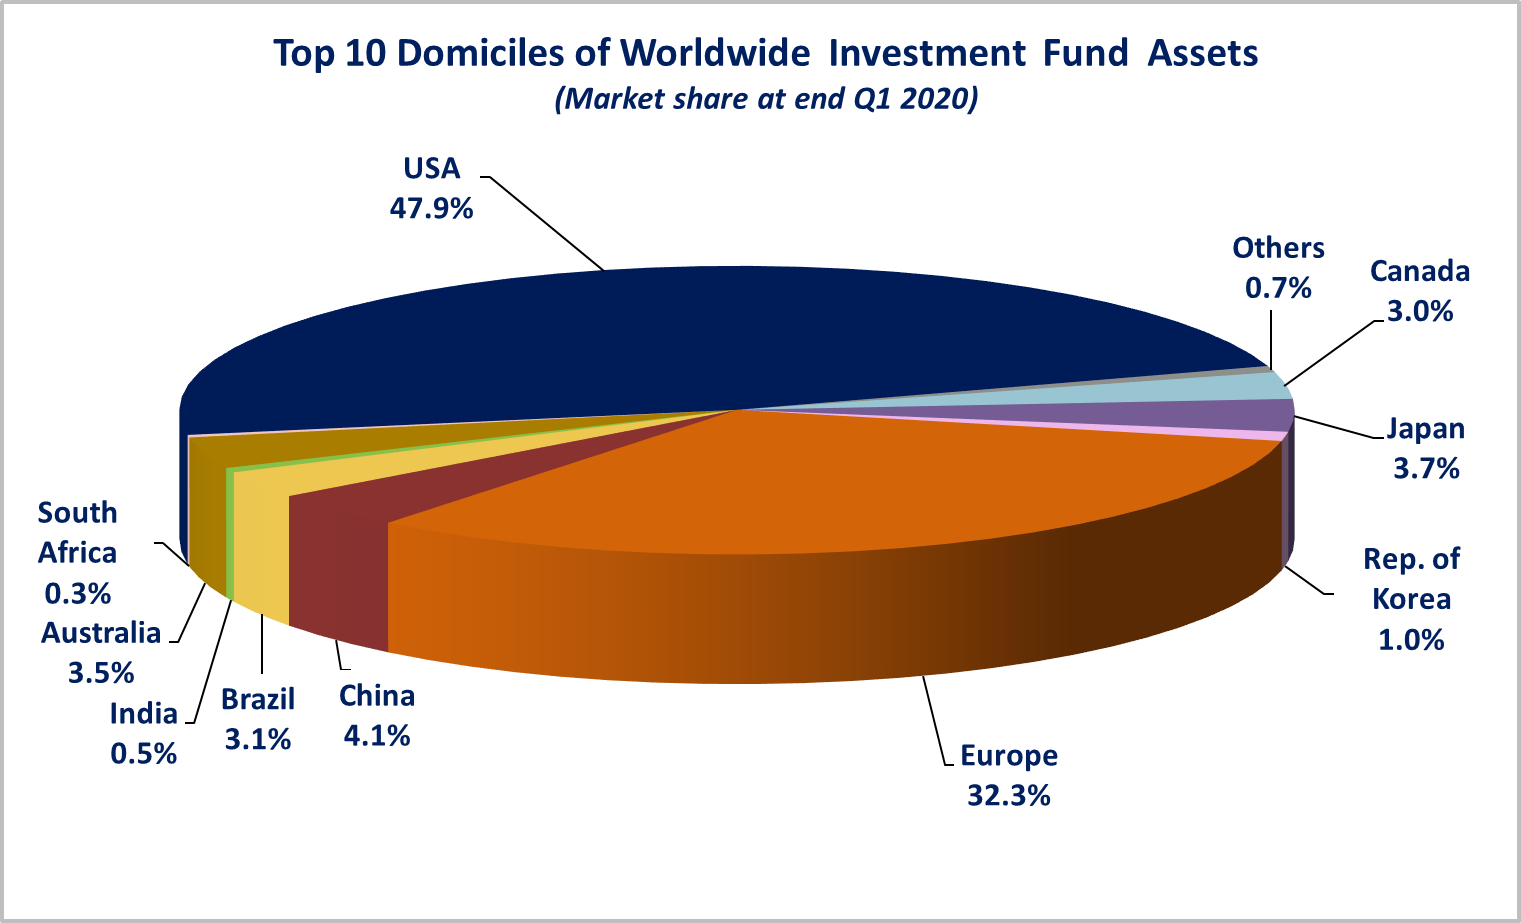 Top 10 Domiciles of Worldwide Investment Fund Assets
(Market share at end Q1 2020)
USA
47.9%
Others
0.7%
Canada
3.0%
Japan
3.7%
Rep. of
Korea
1.0%
Europe
32.3%
China
4.1%
Brazil
3.1%
India
0.5%
Australia
3.5%
South
Africa
0.3%